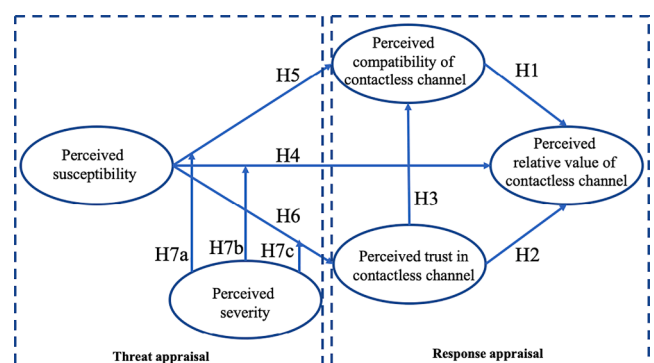 Perceived
compatibility of
contactless channel
H5
H1
Perceived
susceptibility
H4
Perceived
relative value of
contactless channel
H6
H3
H7a
H7b
H7c
Perceived trust in
contactless channel
H2
Perceived
severity
Threat appraisal
Response appraisal